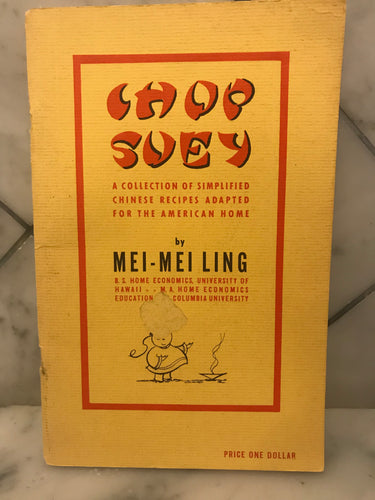 CHOP
SUEY
A COLLECTION OF SIMPLIFIED
CHINESE RECIPES ADAPTED
FOR THE AMERICAN HOME
by
MEI-MEI LING
B. S. HOME ECONOMICS, UNIVERSITY OF
HAWAII . . M. A. HOME ECONOMICS
EDUCATION COLUMBIA UNIVERSITY
PRICE ONE DOLLAR